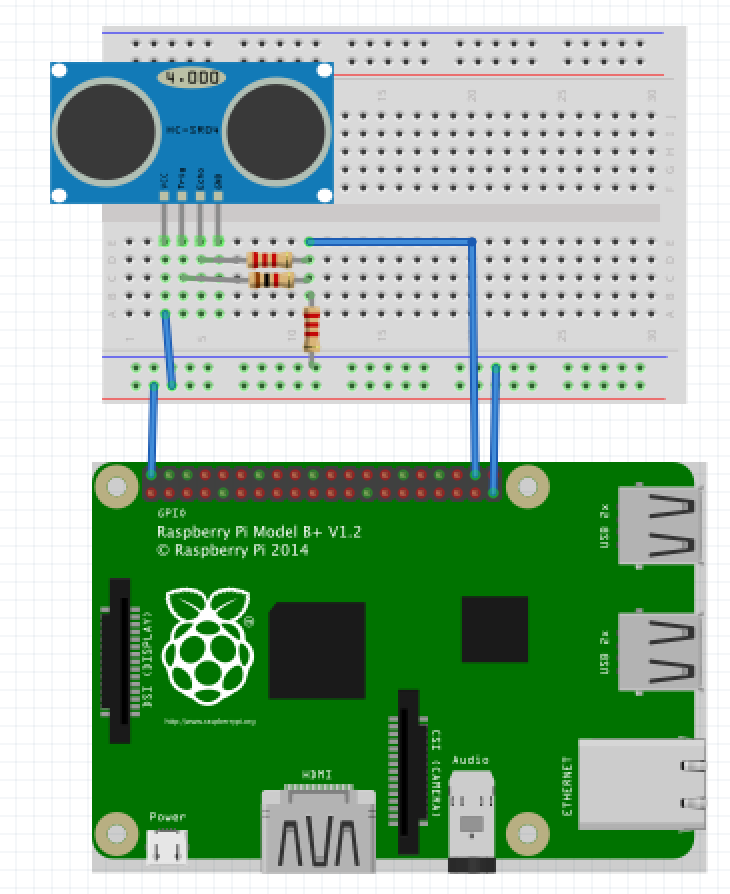 4.000
HC-SR04
VCC
Trig
Echo
GND
15
25
30
J
I
H
G
F
E
D
C
B
A
E
D
C
B
A
1
5
10
15
25
30
GPIO
Raspberry Pi Model B+ V1.2
© Raspberry Pi 2014
USB 2x
DSI (DISPLAY)
®
USB 2x
http://www.raspberrypi.org
CSI (CAMERA)
HDMI
Audio
ETHERNET
Power